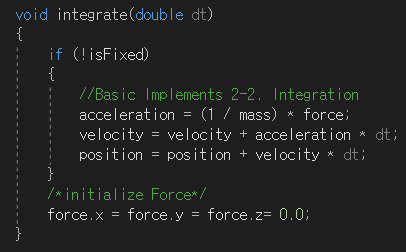 void integrate(double dt)
{
if (!isFixed)
{
//Basic Implements 2-2. Integration
acceleration = (1 / mass) * force;
velocity = velocity + acceleration * dt;
position = position + velocity * dt;
}
/*initialize Force*/
force.x = force.y = force.z= 0.0;
}